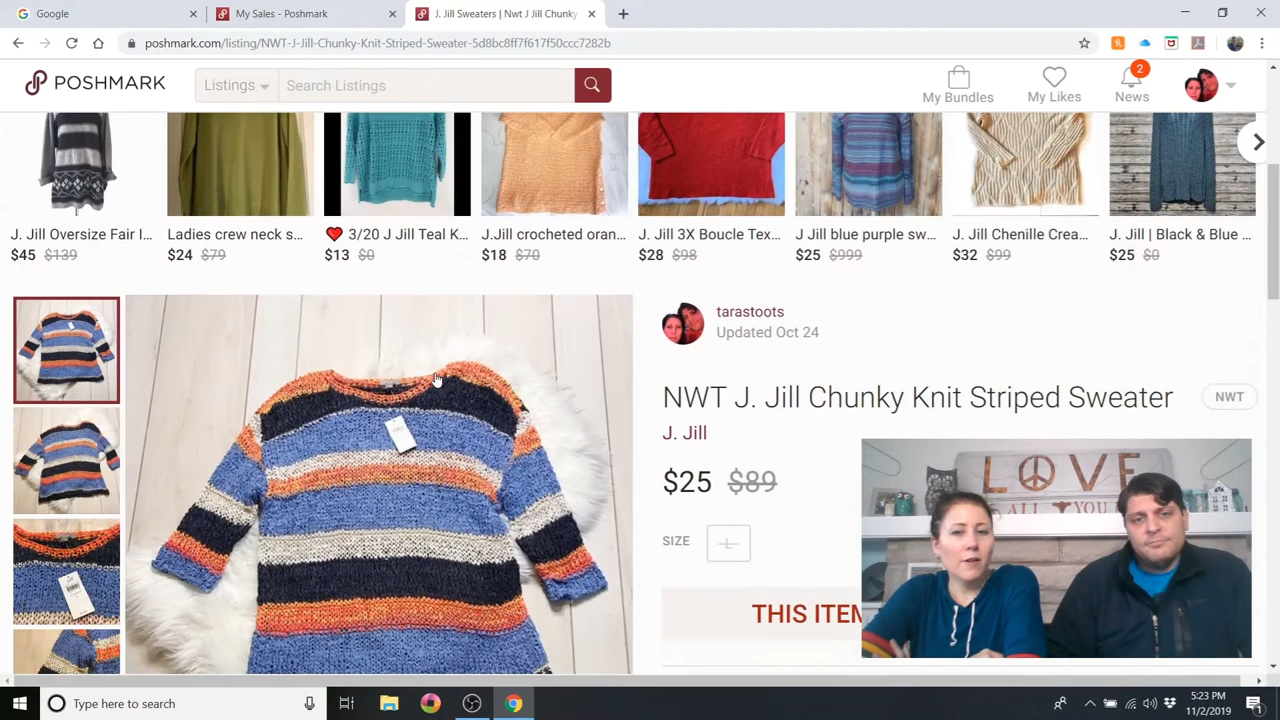 Google
My Sales - Poshmark
J. Jill Sweaters | Nwt J Jill Chunky
poshmark.com/listing/NWT-J-Jill-Chunky-Knit-Striped-Sweater-5d8bc8ff7f617f50ccc7282b
POSHMARK
Listings
Search Listings
My Bundles
My Likes
2
News
J. Jill Oversize Fair I...
Ladies crew neck s...
❤ 3/20 J Jill Teal K...
J.Jill crocheted oran...
J. Jill 3X Boucle Tex...
J Jill blue purple sw...
J. Jill Chenille Crea...
J. Jill | Black & Blue ...
$45 $139
$24 $79
$13 $0
$18 $70
$28 $98
$25 $999
$32 $99
$25 $0
tarastoots
Updated Oct 24
NWT J. Jill Chunky Knit Striped Sweater
NWT
J. Jill
$25 $89
SIZE
L
THIS ITEM
LOVE
ALL YOU
Type here to search
5:23 PM
11/2/2019
1